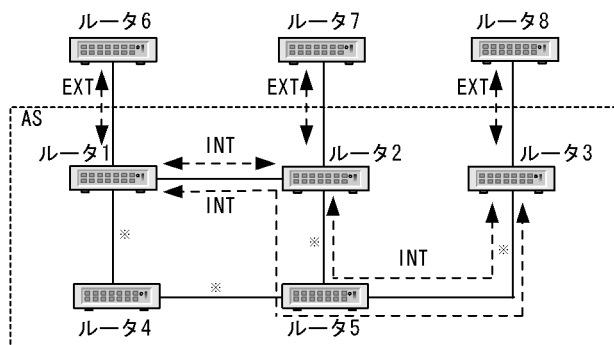 ルータ6
ルータ7
ルータ8
EXT
EXT
EXT
AS
ルータ1
INT
ルータ2
ルータ3
INT
※
※
※
INT
※
ルータ4
ルータ5